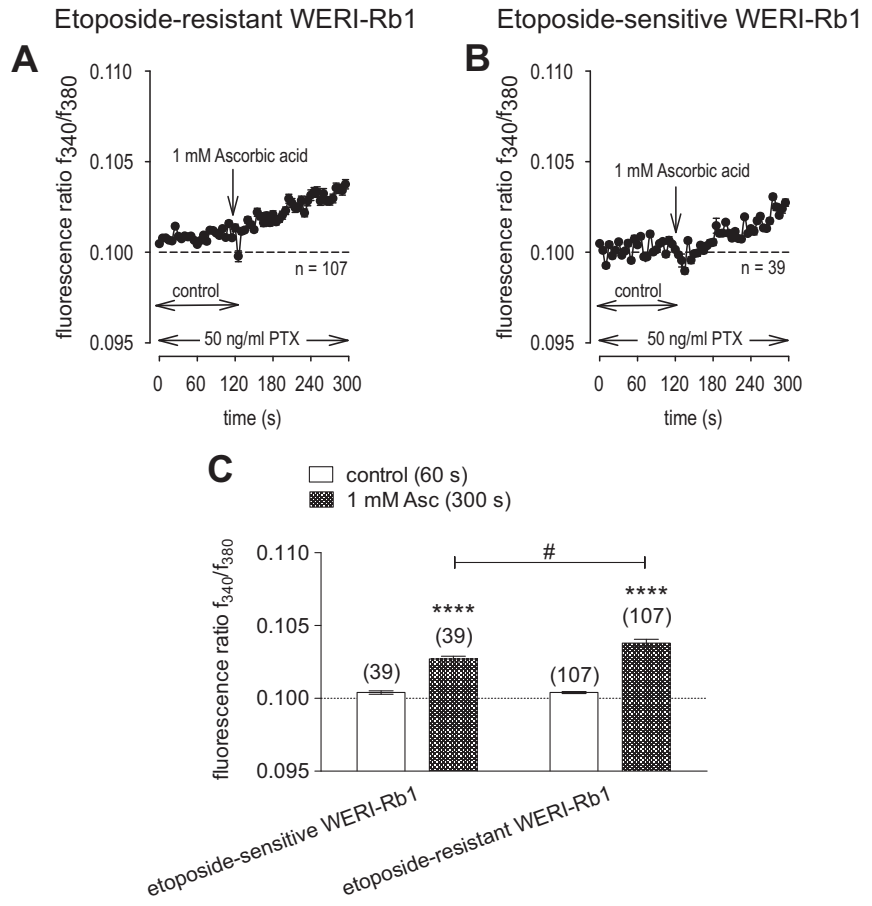 Etoposide-resistant WERI-Rb1
Etoposide-sensitive WERI-Rb1
A
fluorescence ratio f340/f380
0.110
0.105
0.100
0.095
1 mM Ascorbic acid
n = 107
control
50 ng/ml PTX
0 60 120 180 240 300
time (s)
B
fluorescence ratio f340/f380
0.110
0.105
0.100
0.095
1 mM Ascorbic acid
n = 39
control
50 ng/ml PTX
0 60 120 180 240 300
time (s)
C
control (60 s)
1 mM Asc (300 s)
fluorescence ratio f340/f380
0.110
0.105
0.100
0.095
#
****
(39)
(39)
****
(107)
(107)
etoposide-sensitive WERI-Rb1
etoposide-resistant WERI-Rb1